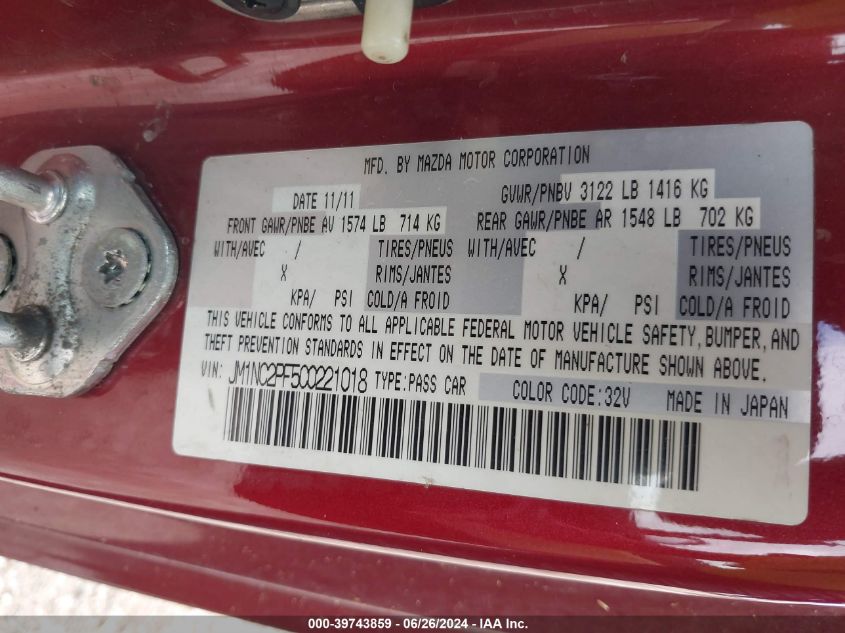 MFD. BY MAZDA MOTOR CORPORATION
DATE 11/11 GVWR/PNBV 3122 LB 1416 KG
FRONT GAWR/PNBE AV 1574 LB 714 KG REAR GAWR/PNBE AR 1548 LB 702 KG
WITH/AVEC / TIRES/PNEUS WITH/AVEC / TIRES/PNEUS
X RIMS/JANTES X RIMS/JANTES
KPA/ PSI COLD/A FROID KPA/ PSI COLD/A FROID
THIS VEHICLE CONFORMS TO ALL APPLICABLE FEDERAL MOTOR VEHICLE SAFETY, BUMPER, AND
THEFT PREVENTION STANDARDS IN EFFECT ON THE DATE OF MANUFACTURE SHOWN ABOVE.
VIN: JM1NC2PF5C0221018 TYPE:PASS CAR COLOR CODE:32V MADE IN JAPAN
000-39743859 - 06/26/2024 - IAA Inc.